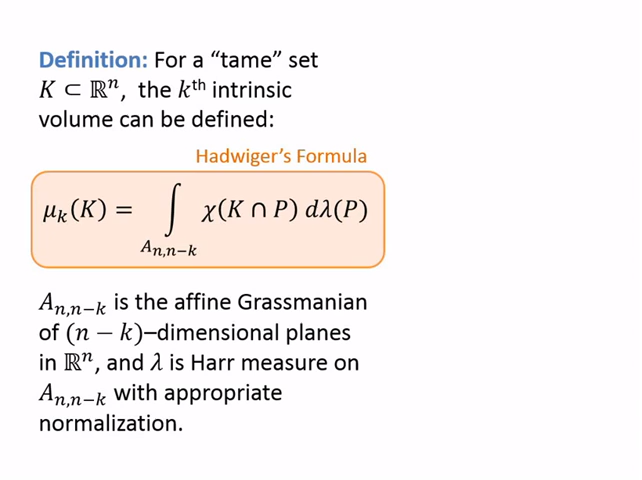 Definition: For a “tame” set
K ⊂ ℝⁿ, the kᵗʰ intrinsic
volume can be defined:
Hadwiger’s Formula
μₖ(K) = ∫_{A_{n,n−k}} χ(K ∩ P) dλ(P)
A_{n,n−k} is the affine Grassmanian
of (n − k)–dimensional planes
in ℝⁿ, and λ is Harr measure on
A_{n,n−k} with appropriate
normalization.